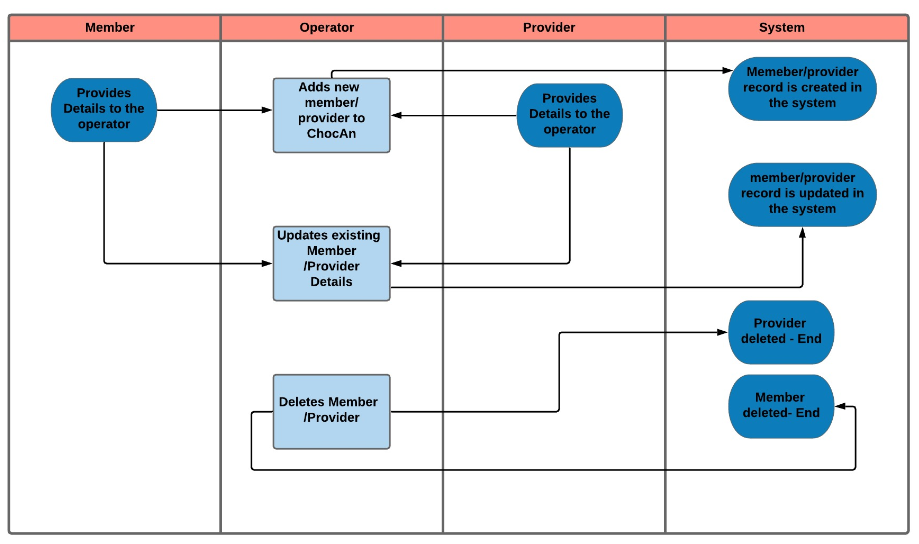 Member
Operator
Provider
System
Provides
Details to the
operator
Adds new
member/
provider to
ChocAn
Provides
Details to the
operator
Memeber/provider
record is created in
the system
member/provider
record is updated in
the system
Updates existing
Member
/Provider
Details
Provider
deleted - End
Deletes Member
/Provider
Member
deleted- End